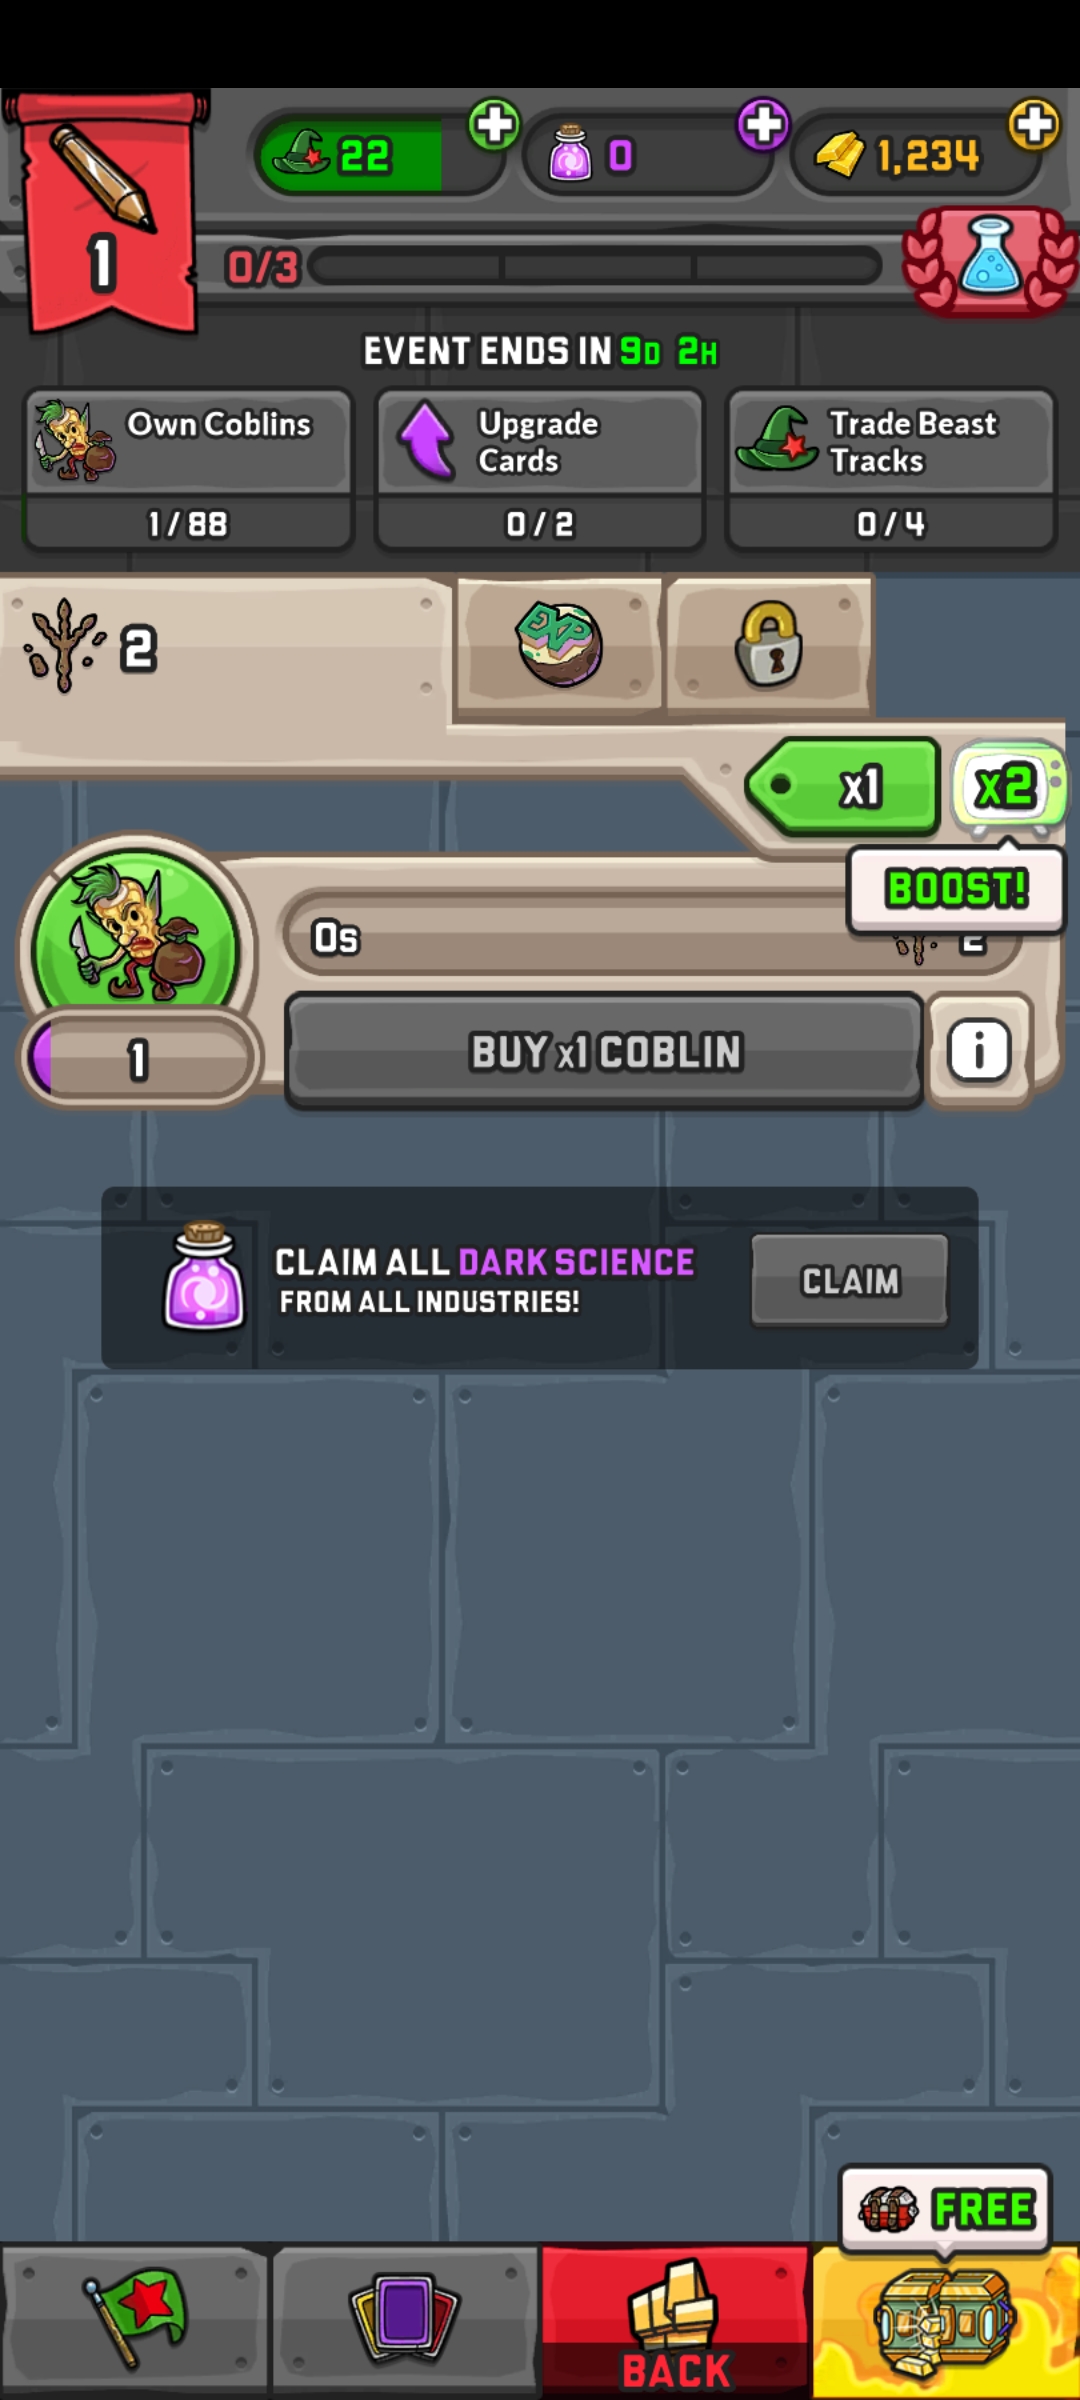 22
0
1,234
1
0/3
EVENT ENDS IN 9D 2H
Own Coblins
1/88
Upgrade
Cards
0/2
Trade Beast
Tracks
0/4
2
EXP
x1
x2
BOOST!
0s
2
1
BUY x1 COBLIN
i
CLAIM ALL DARK SCIENCE
FROM ALL INDUSTRIES!
CLAIM
FREE
BACK